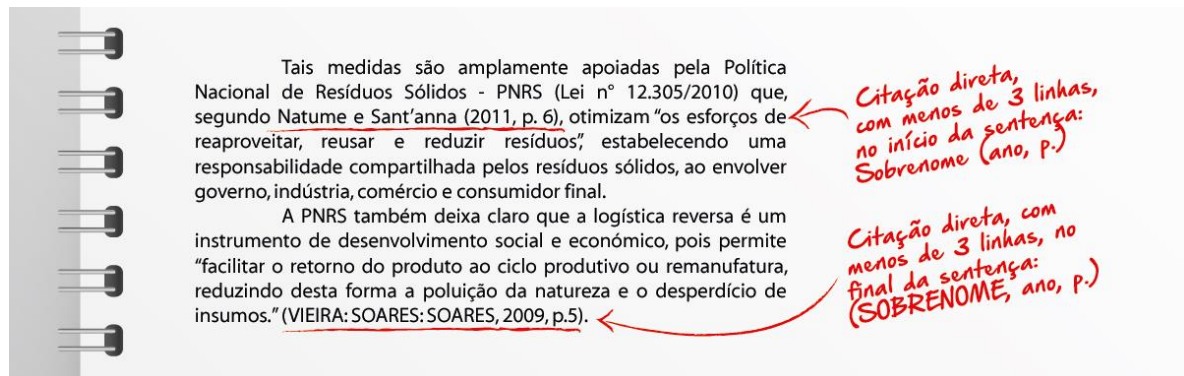 Tais medidas são amplamente apoiadas pela Política
Nacional de Resíduos Sólidos - PNRS (Lei n° 12.305/2010) que,
segundo Natume e Sant’anna (2011, p. 6), otimizam “os esforços de
reaproveitar, reusar e reduzir resíduos”, estabelecendo uma
responsabilidade compartilhada pelos resíduos sólidos, ao envolver
governo, indústria, comércio e consumidor final.
A PNRS também deixa claro que a logística reversa é um
instrumento de desenvolvimento social e económico, pois permite
“facilitar o retorno do produto ao ciclo produtivo ou remanufatura,
reduzindo desta forma a poluição da natureza e o desperdício de
insumos.” (VIEIRA: SOARES: SOARES, 2009, p.5).
Citação direta,
com menos de 3 linhas,
no início da sentença:
Sobrenome (ano, p.)
Citação direta, com
menos de 3 linhas, no
final da sentença:
(SOBRENOME, ano, p.)